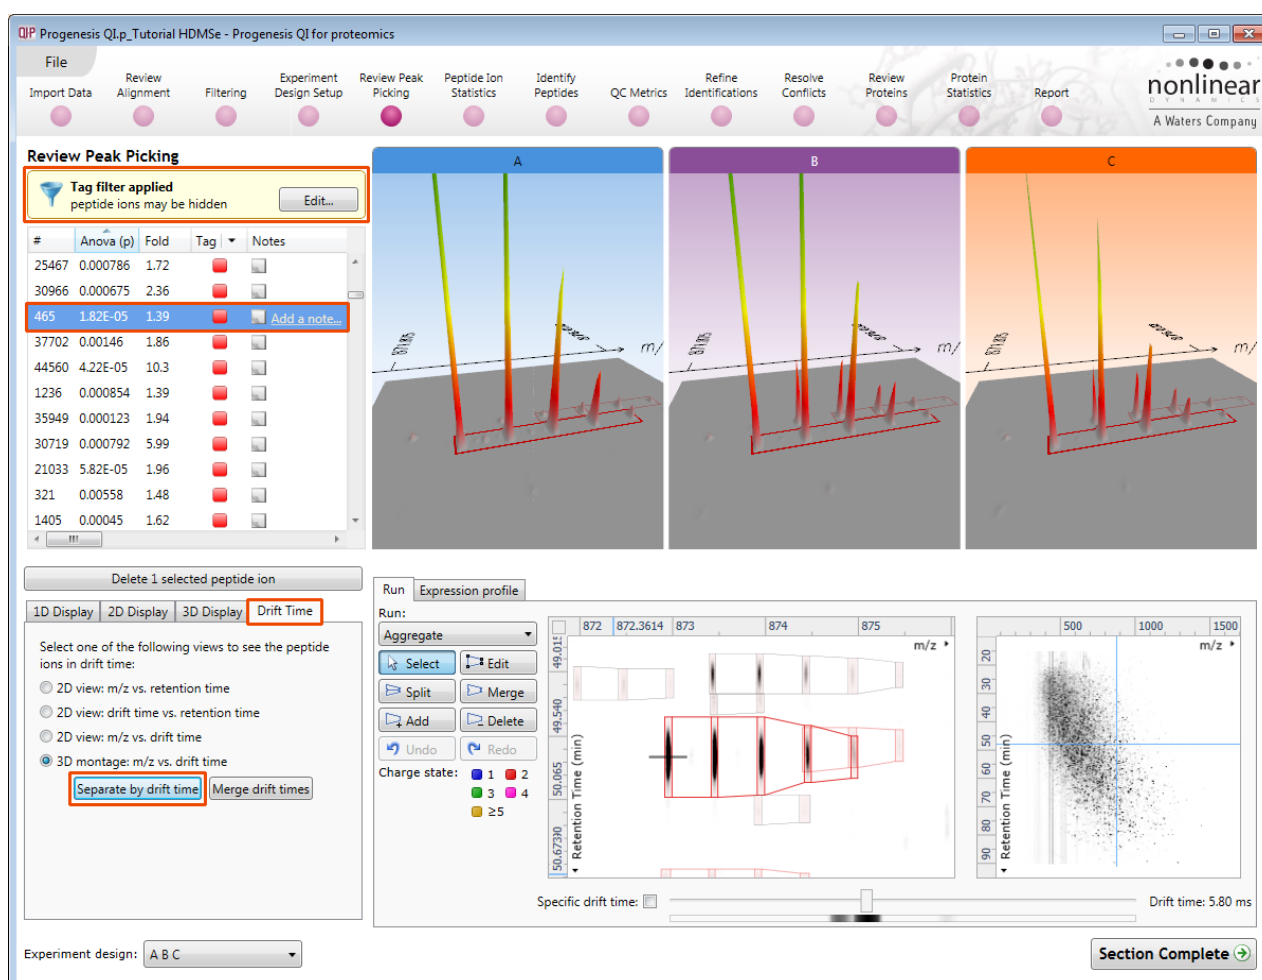 QIP Progenesis QI.p_Tutorial HDMSe - Progenesis QI for proteomics
File
Import Data
Review Alignment
Filtering
Experiment Design Setup
Review Peak Picking
Peptide Ion Statistics
Identify Peptides
QC Metrics
Refine Identifications
Resolve Conflicts
Review Proteins
Protein Statistics
Report
nonlinear
DYNAMICS
A Waters Company
Review Peak Picking
Tag filter applied
peptide ions may be hidden
Edit...
# Anova (p) Fold Tag Notes
25467 0.000786 1.72
30966 0.000675 2.36
465 1.82E-05 1.39 Add a note...
37702 0.00146 1.86
44560 4.22E-05 10.3
1236 0.000854 1.39
35949 0.000123 1.94
30719 0.000792 5.99
21033 5.82E-05 1.96
321 0.00558 1.48
1405 0.00045 1.62
A
B
C
m/
m/
m/
Delete 1 selected peptide ion
1D Display 2D Display 3D Display Drift Time
Select one of the following views to see the peptide
ions in drift time:
2D view: m/z vs. retention time
2D view: drift time vs. retention time
2D view: m/z vs. drift time
3D montage: m/z vs. drift time
Separate by drift time Merge drift times
Run Expression profile
Run:
Aggregate
Select Edit
Split Merge
Add Delete
Undo Redo
Charge state: 1 2
3 4
≥5
872 872.3614 873 874 875
m/z
49.015
49.540
50.065
50.67390
Retention Time (min)
500 1000 1500
m/z
20
30
40
50
60
70
80
90
Retention Time (min)
Specific drift time:
Drift time: 5.80 ms
Experiment design: A B C
Section Complete